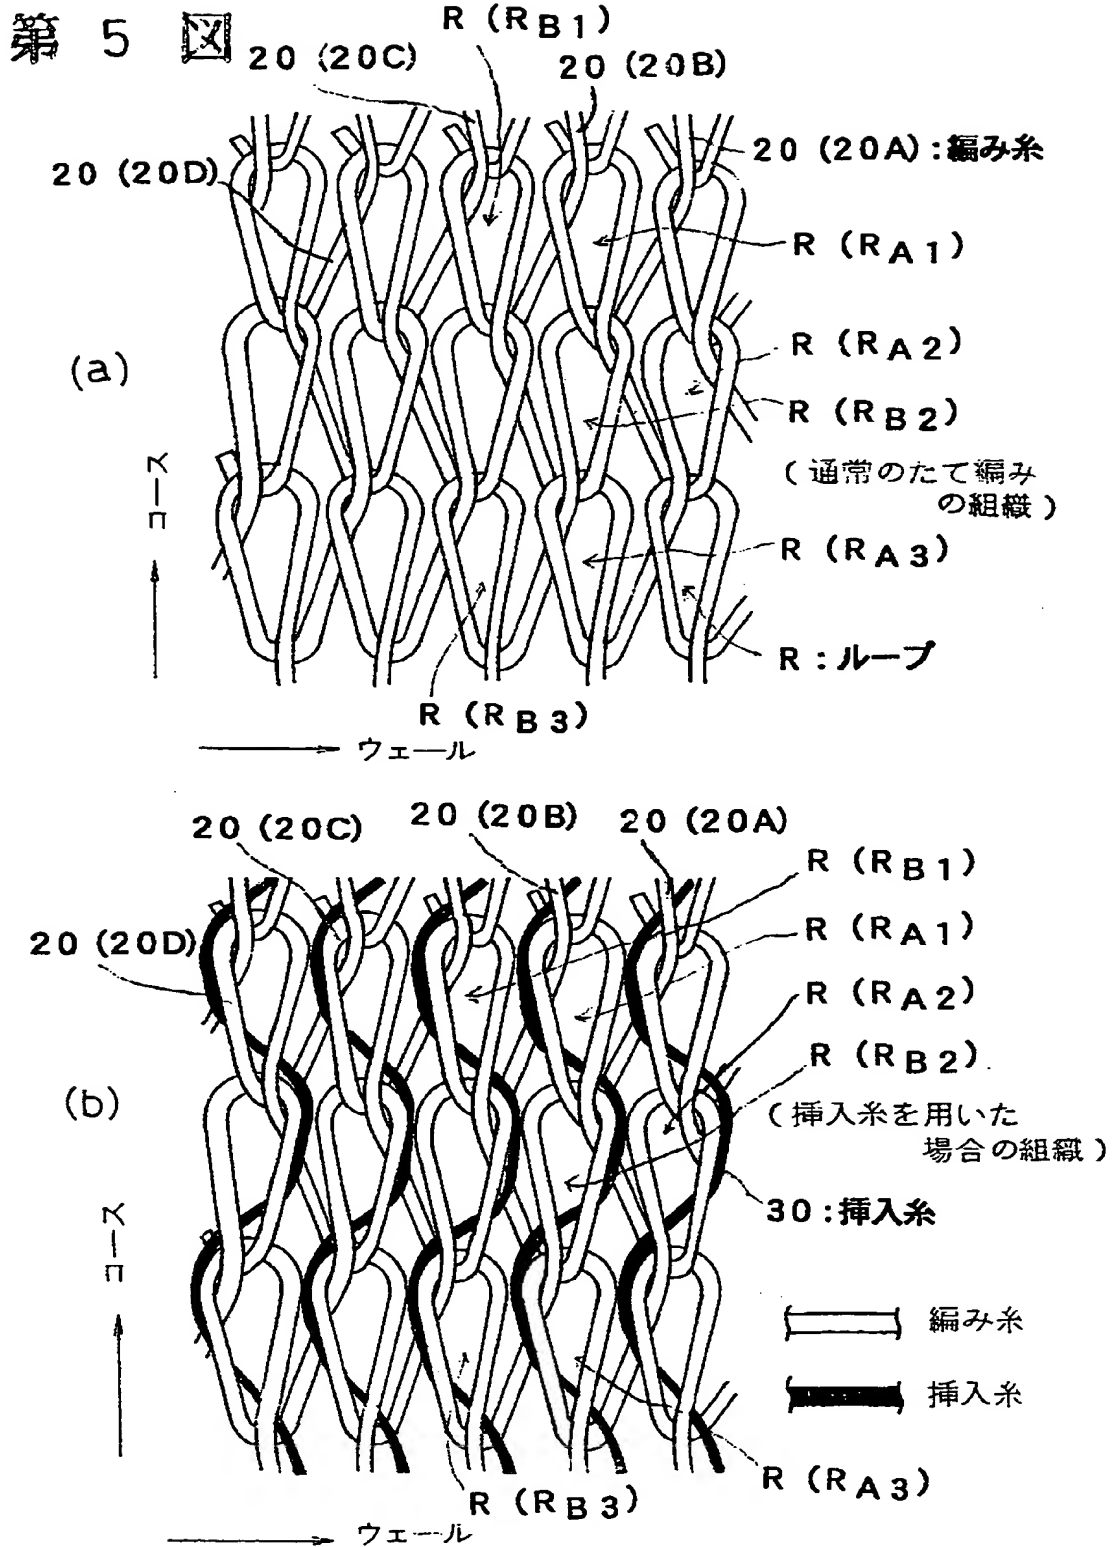 第 5 図
R (RB1)
20 (20C)
20 (20B)
20 (20A) : 編み糸
20 (20D)
R (RA1)
(a)
R (RA2)
R (RB2)
(通常のたて編み
の組織)
コース
R (RA3)
R : ループ
R (RB3)
ウェール
20 (20C)
20 (20B)
20 (20A)
R (RB1)
20 (20D)
R (RA1)
R (RA2)
R (RB2)
(b)
(挿入糸を用いた
場合の組織)
30 : 挿入糸
コース
編み糸
挿入糸
R (RA3)
R (RB3)
ウェール